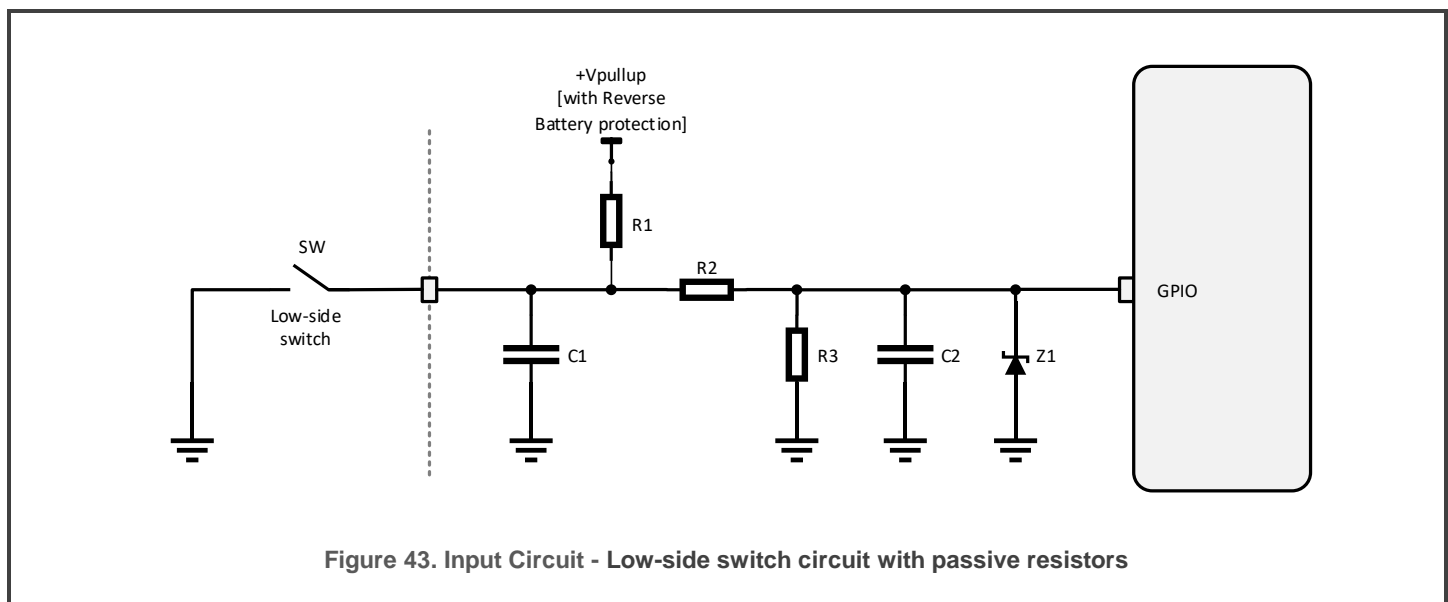 +Vpullup
[with Reverse
Battery protection]
R1
SW
R2
GPIO
Low-side
switch
C1
R3
C2
Z1
Figure 43. Input Circuit - Low-side switch circuit with passive resistors